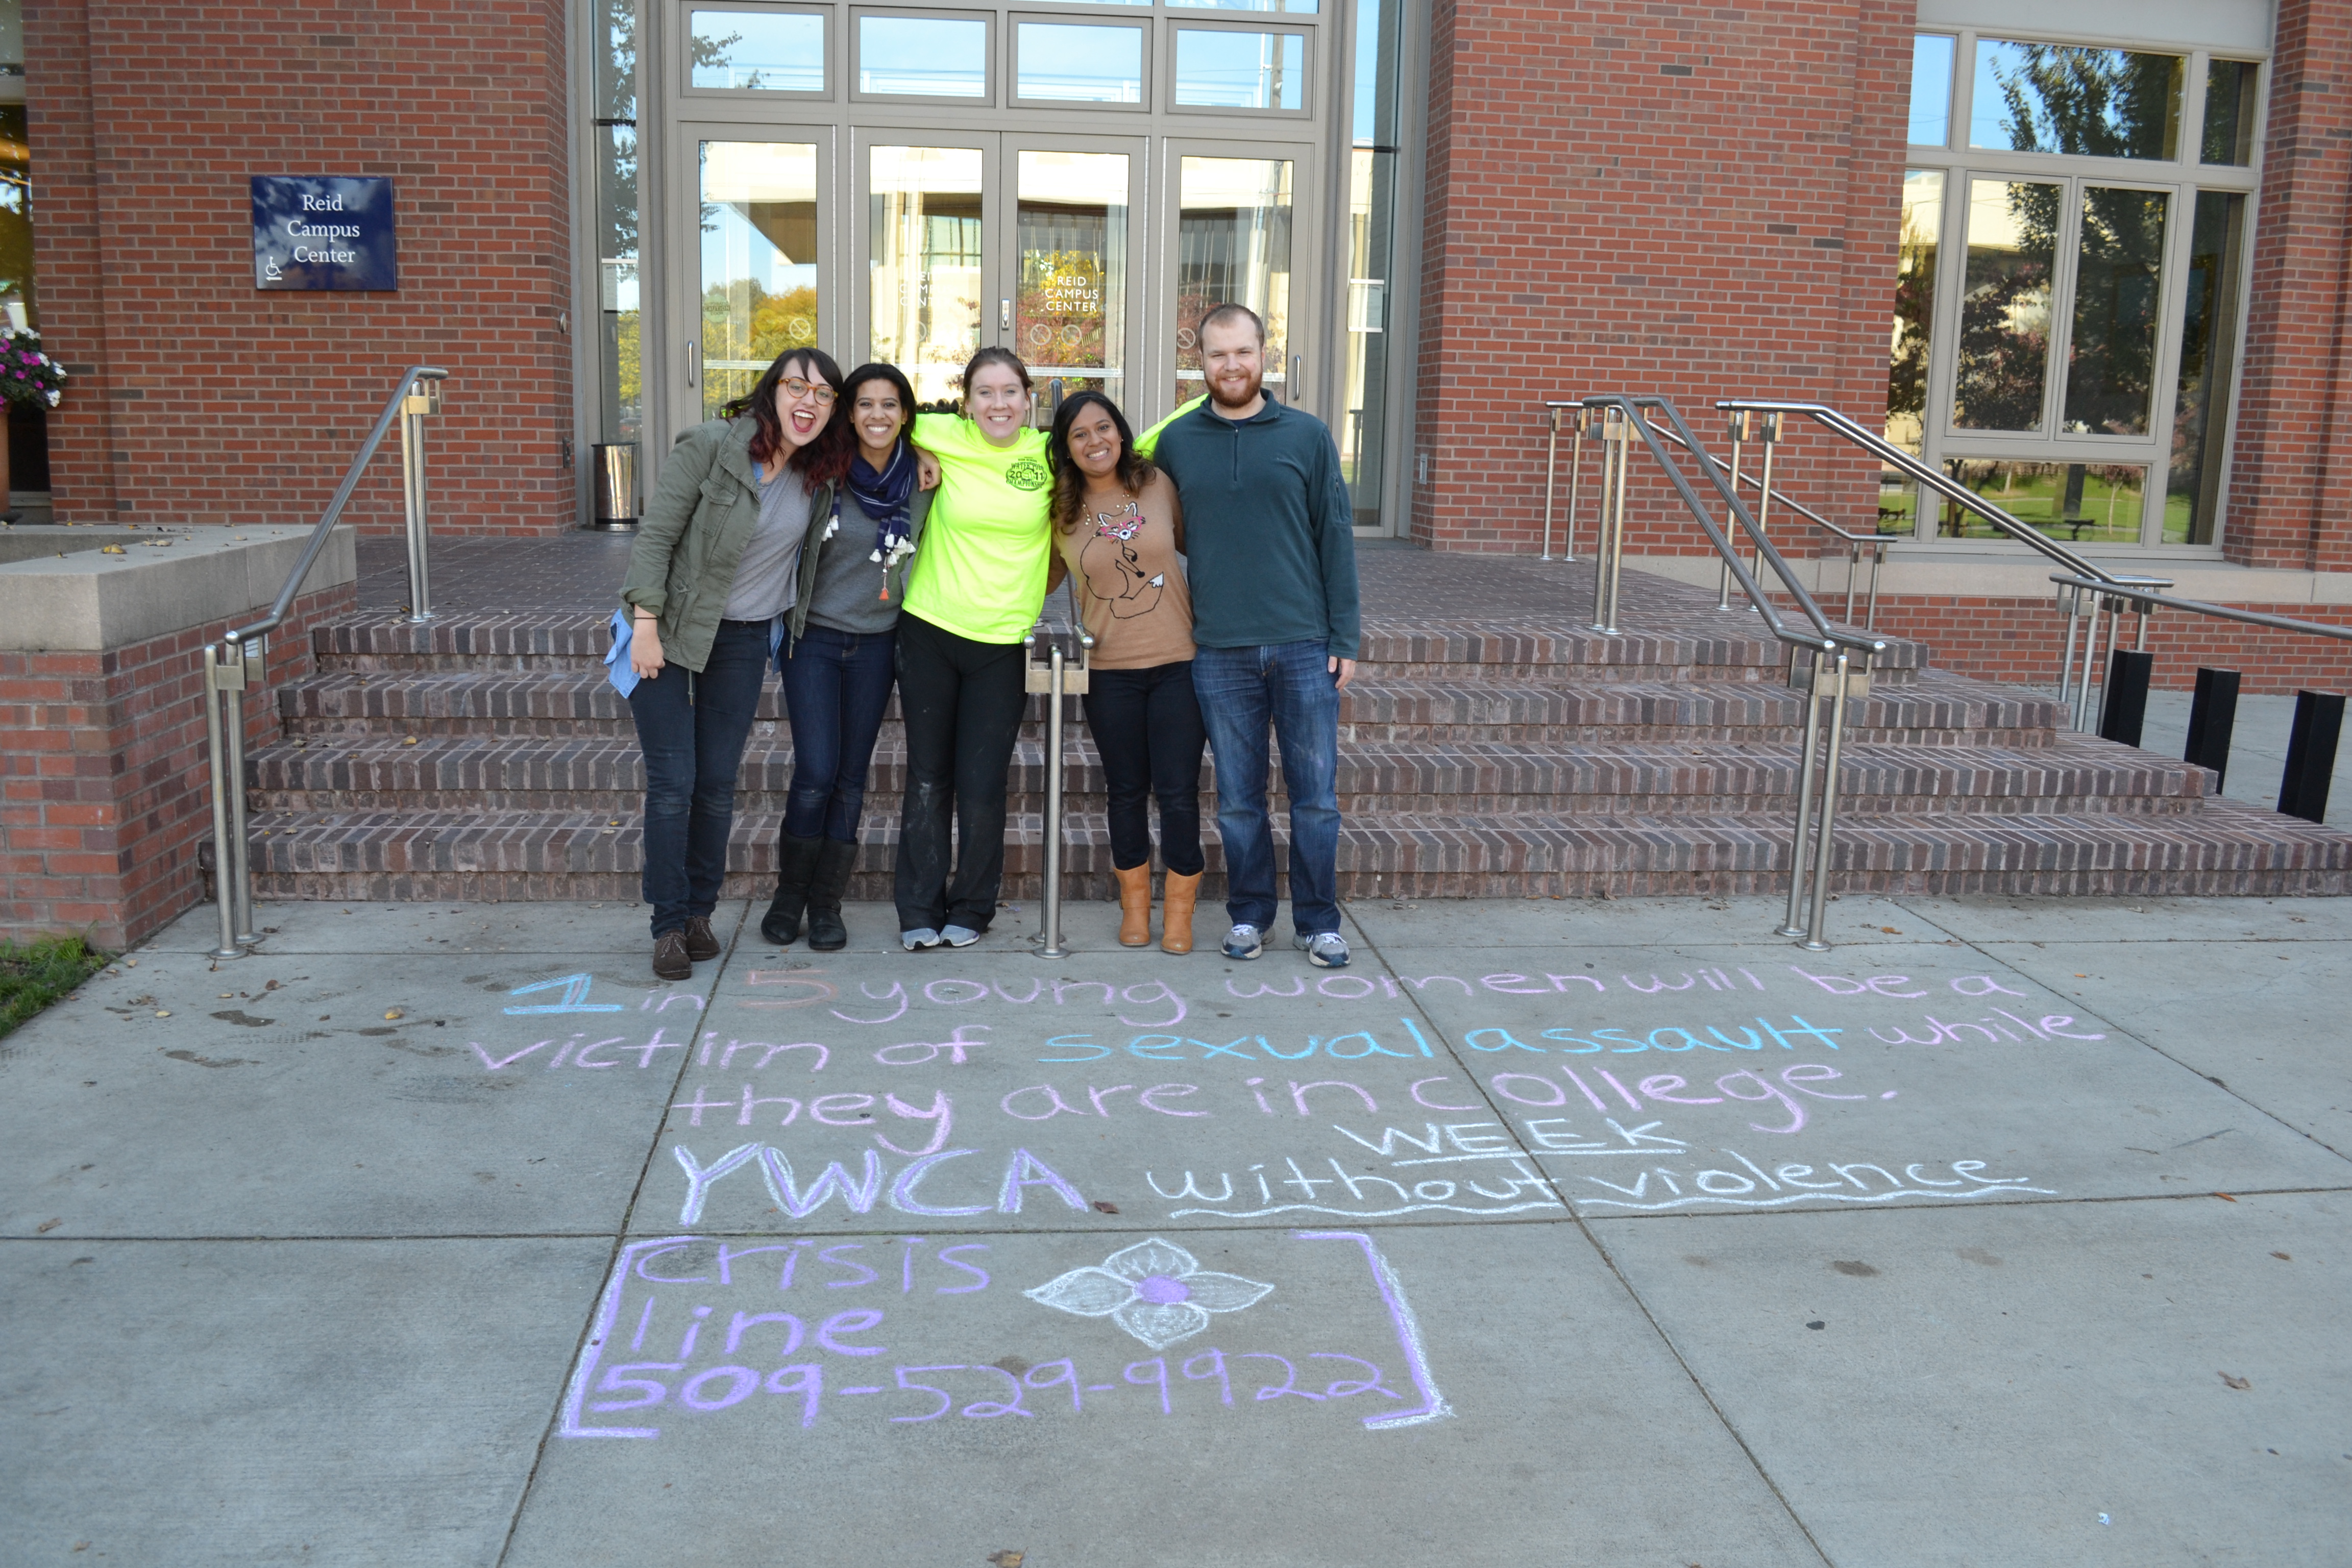 Reid
Campus
Center
REID
CAMPUS
CENTER
2011
1 in 5 young women will be a
victim of sexual assault while
they are in college.
YWCA WEEK
without violence
crisis
line
509-529-9922